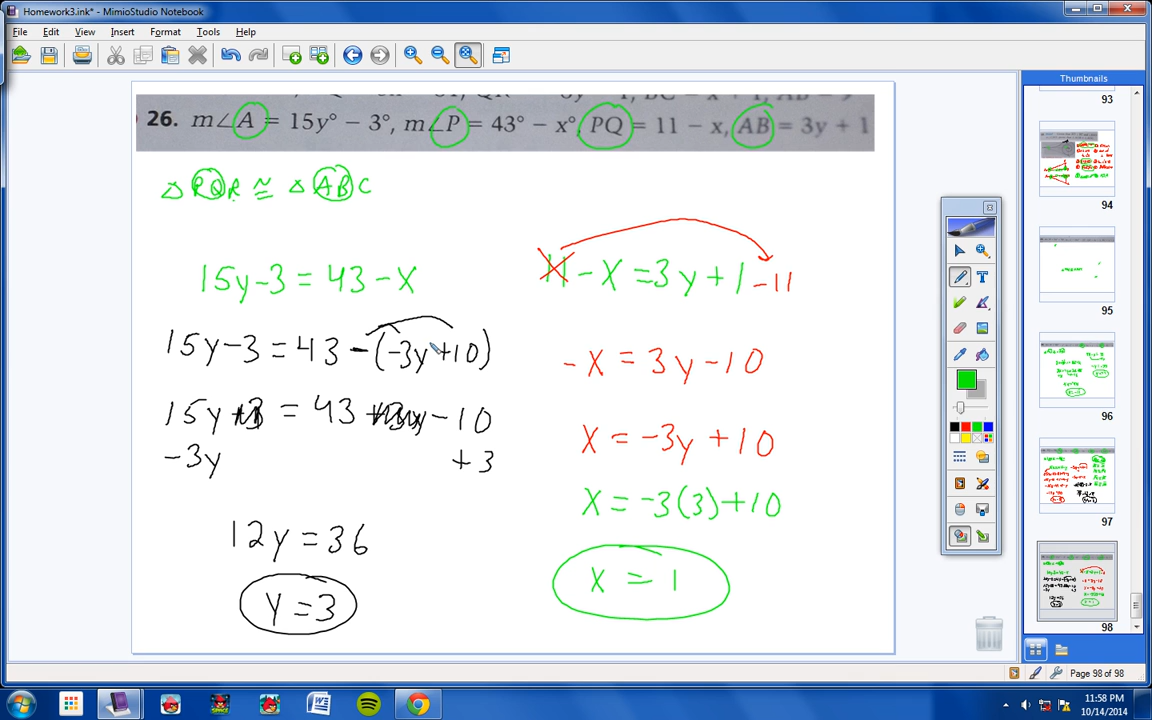 Homework3.ink* - MimioStudio Notebook
File Edit View Insert Format Tools Help
Thumbnails
26. m∠A = 15y° − 3°, m∠P = 43° − x°, PQ = 11 − x, AB = 3y + 1
△ PQR ≅ △ ABC
15y-3 = 43-x
11 - x = 3y + 1 -11
15y-3 = 43 -(-3y+10)
-x = 3y-10
15y = 43 - 10
x = -3y + 10
-3y + 3
x = -3(3)+10
12y = 36
x = 1
y = 3
93
94
95
96
97
98
T
Page 98 of 98
11:58 PM
10/14/2014